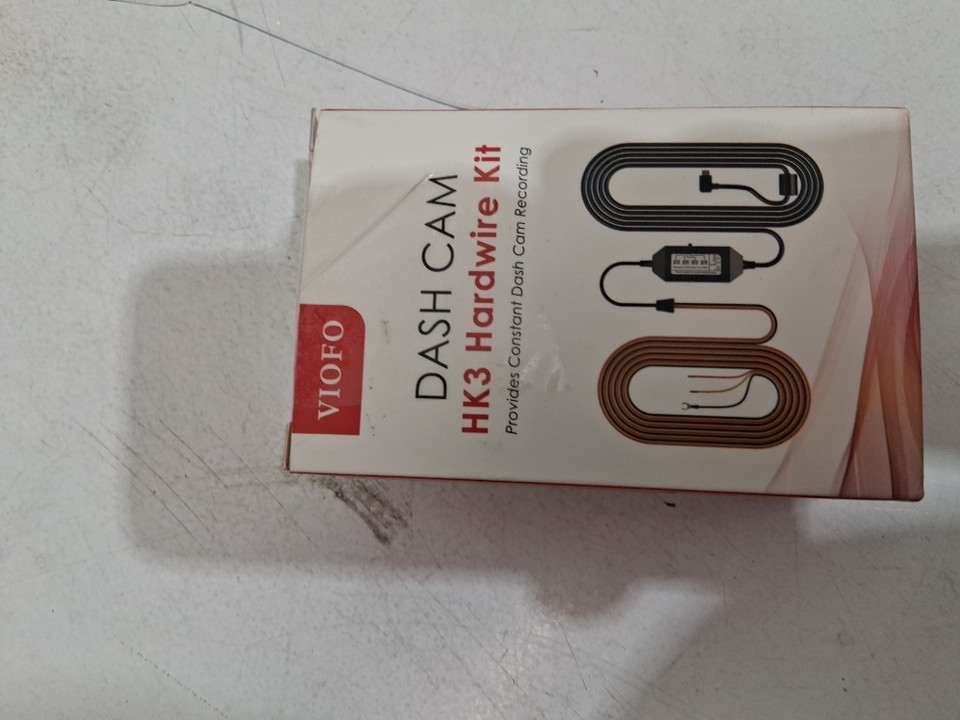 VIOFO
DASH CAM
HK3 Hardwire Kit
Provides Constant Dash Cam Recording